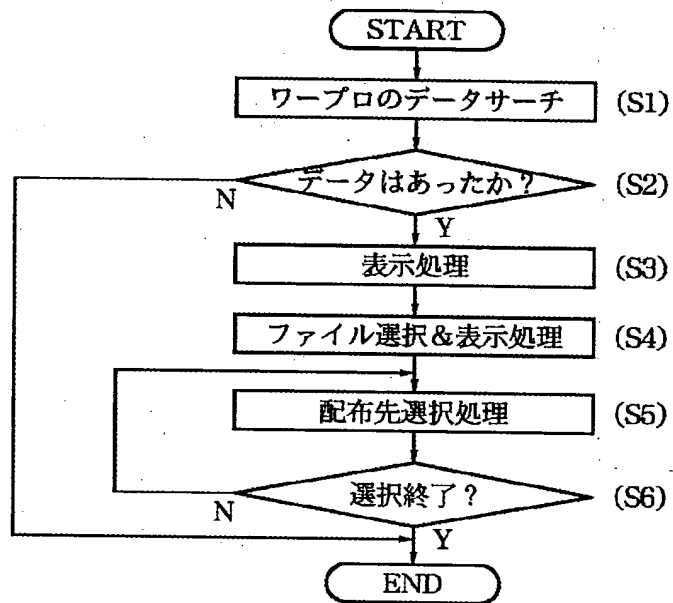 START
ワープロのデータサーチ (S1)
データはあったか? (S2)
N
Y
表示処理 (S3)
ファイル選択&表示処理 (S4)
配布先選択処理 (S5)
選択終了? (S6)
N
Y
END